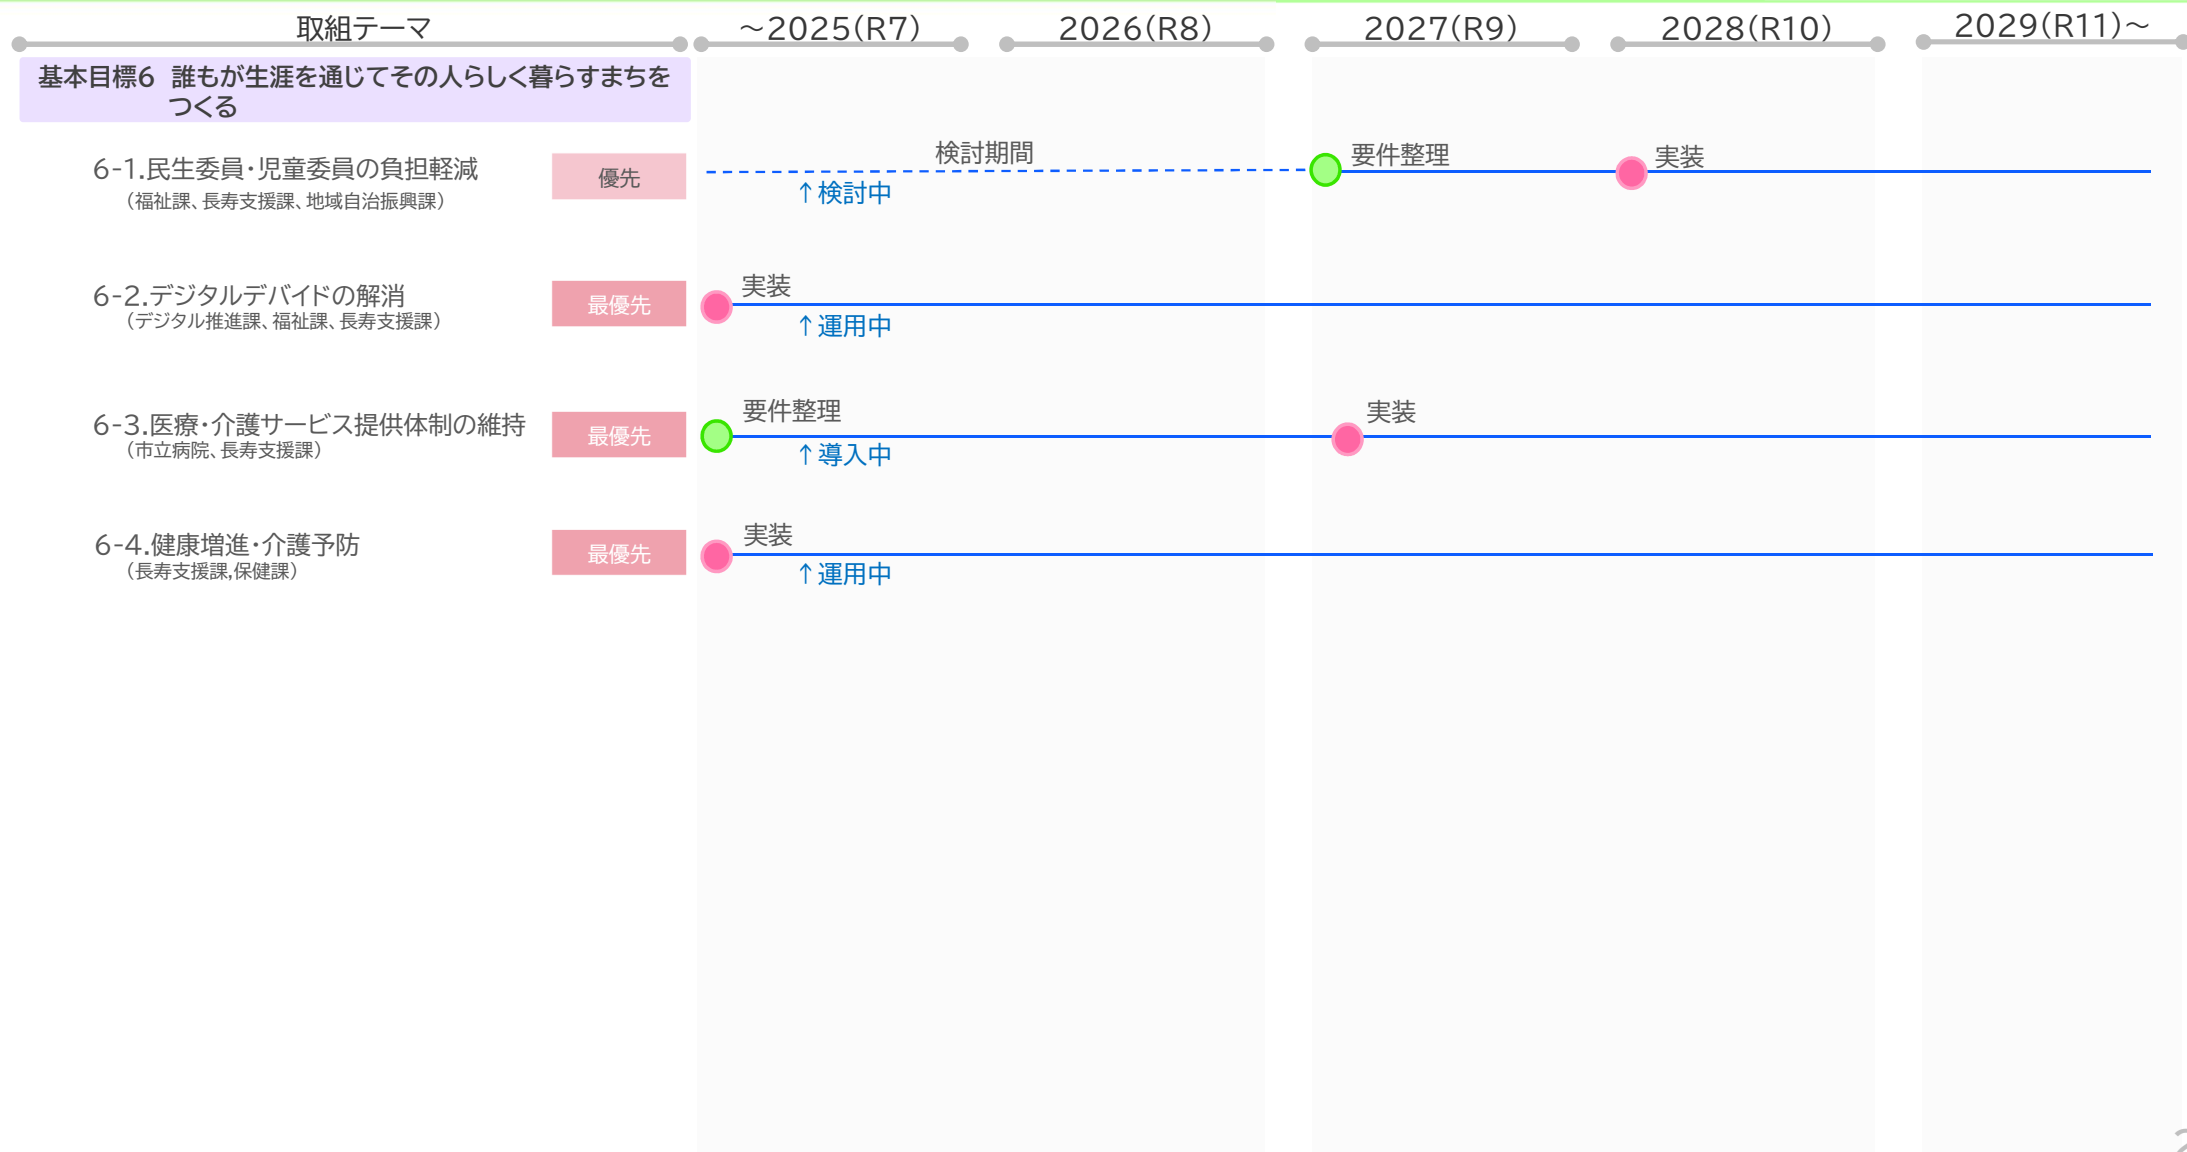 取組テーマ ～2025(R7) 2026(R8) 2027(R9) 2028(R10) 2029(R11)～
基本目標6 誰もが生涯を通じてその人らしく暮らすまちを
つくる
6-1.民生委員・児童委員の負担軽減 優先 検討期間 要件整理 実装
（福祉課、長寿支援課、地域自治振興課） ↑検討中
6-2.デジタルデバイドの解消 最優先 実装
（デジタル推進課、福祉課、長寿支援課） ↑運用中
6-3.医療・介護サービス提供体制の維持 最優先 要件整理 実装
（市立病院、長寿支援課） ↑導入中
6-4.健康増進・介護予防 最優先 実装
（長寿支援課,保健課） ↑運用中